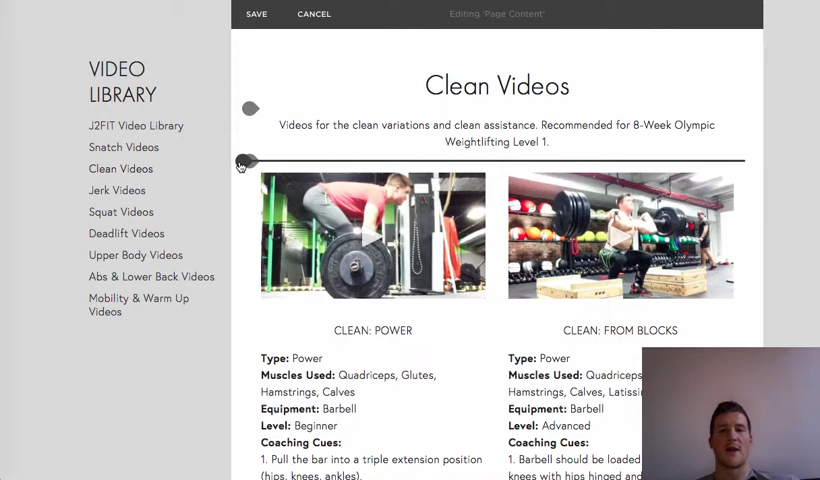 SAVE
CANCEL
Editing 'Page Content'
VIDEO
LIBRARY
J2FIT Video Library
Snatch Videos
Clean Videos
Jerk Videos
Squat Videos
Deadlift Videos
Upper Body Videos
Abs & Lower Back Videos
Mobility & Warm Up
Videos
Clean Videos
Videos for the clean variations and clean assistance. Recommended for 8-Week Olympic
Weightlifting Level 1.
CLEAN: POWER
Type: Power
Muscles Used: Quadriceps, Glutes,
Hamstrings, Calves
Equipment: Barbell
Level: Beginner
Coaching Cues:
1. Pull the bar into a triple extension position
(hips, knees, ankles).
CLEAN: FROM BLOCKS
Type: Power
Muscles Used: Quadriceps
Hamstrings, Calves,
Equipment: Barbell
Level: Advanced
Coaching Cues:
1. Barbell should be loaded
knees with hips hinged and